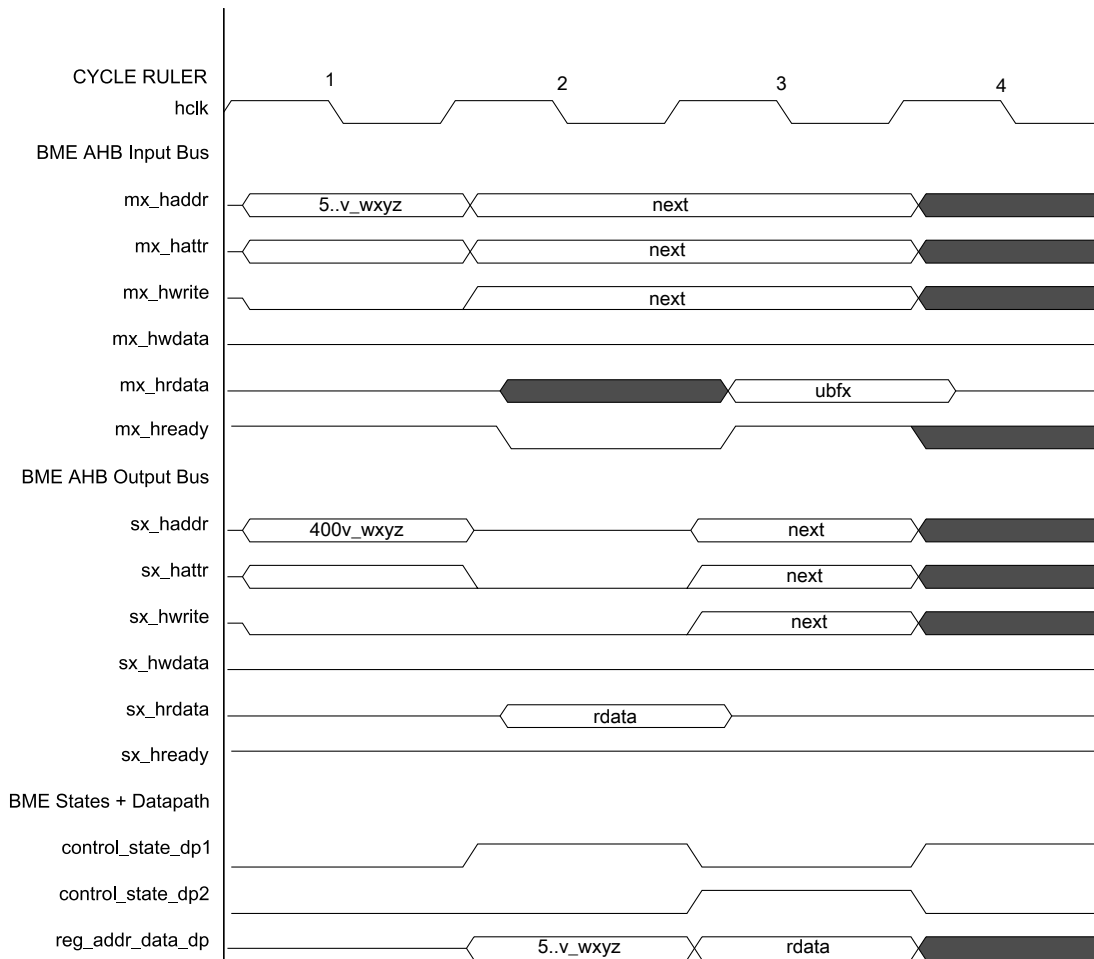 CYCLE RULER 1 2 3 4
hclk
BME AHB Input Bus
mx_haddr 5..v_wxyz next
mx_hattr next
mx_hwrite next
mx_hwdata
mx_hrdata ubfx
mx_hready
BME AHB Output Bus
sx_haddr 400v_wxyz next
sx_hattr next
sx_hwrite next
sx_hwdata
sx_hrdata rdata
sx_hready
BME States + Datapath
control_state_dp1
control_state_dp2
reg_addr_data_dp 5..v_wxyz rdata